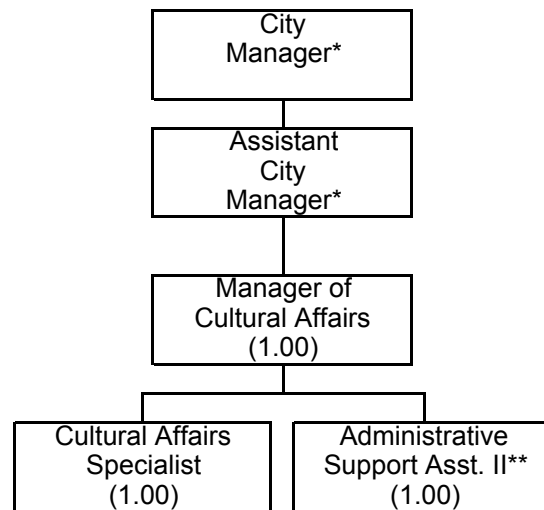 City
Manager*
Assistant
City
Manager*
Manager of
Cultural Affairs
(1.00)
Cultural Affairs
Specialist
(1.00)
Administrative
Support Asst. II**
(1.00)